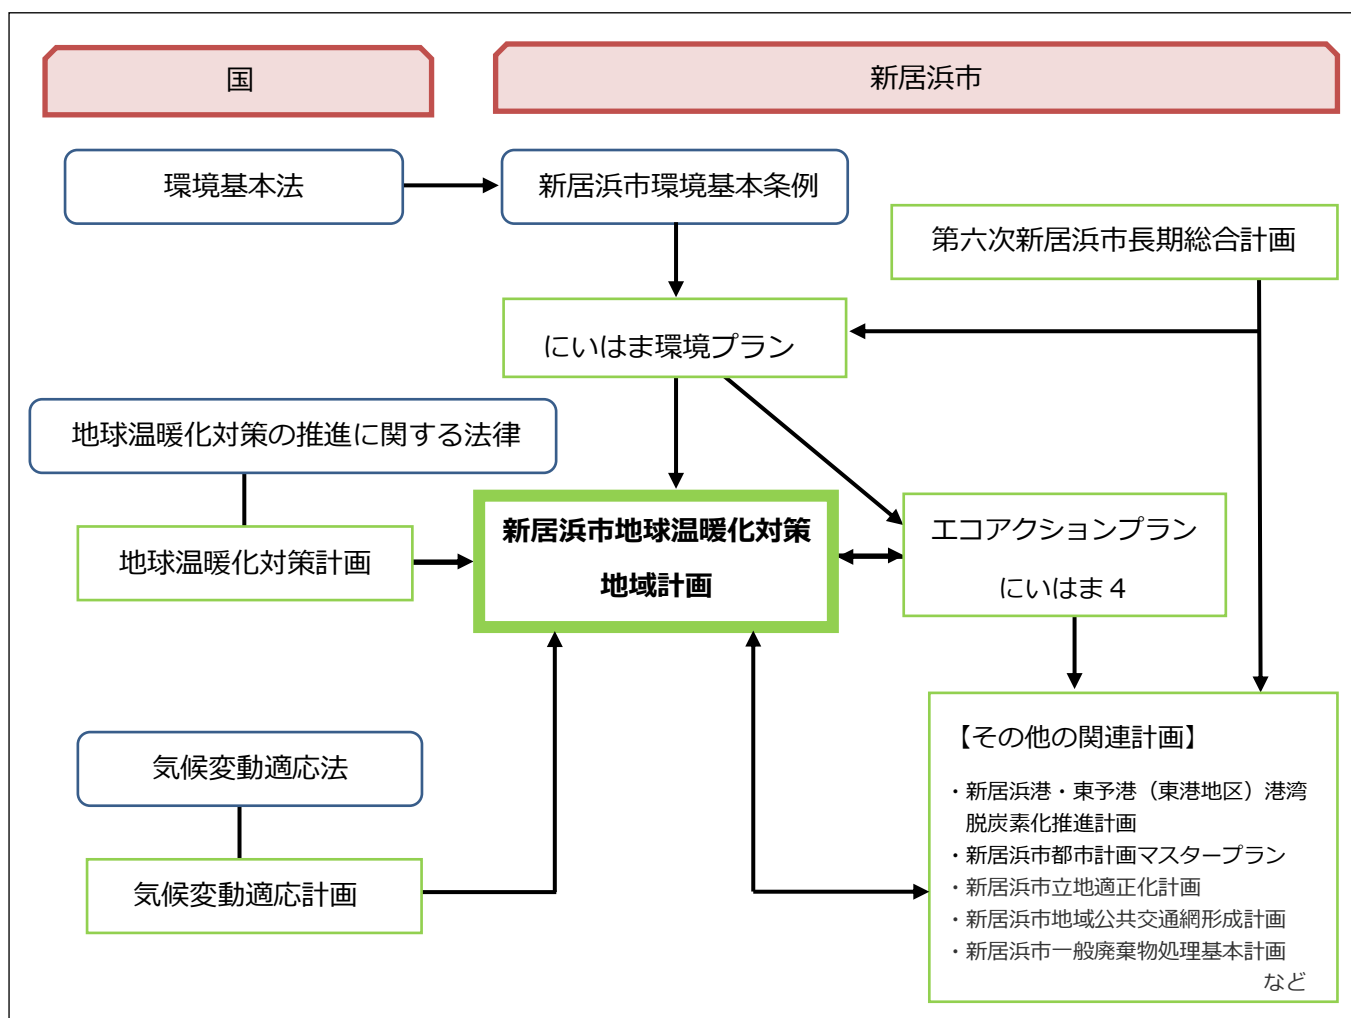 国
新居浜市
環境基本法
新居浜市環境基本条例
第六次新居浜市長期総合計画
にいはま環境プラン
地球温暖化対策の推進に関する法律
新居浜市地球温暖化対策
地域計画
エコアクションプラン
にいはま４
地球温暖化対策計画
【その他の関連計画】
・新居浜港・東予港（東港地区）港湾
脱炭素化推進計画
・新居浜市都市計画マスタープラン
・新居浜市立地適正化計画
・新居浜市地域公共交通網形成計画
・新居浜市一般廃棄物処理基本計画
など
気候変動適応法
気候変動適応計画